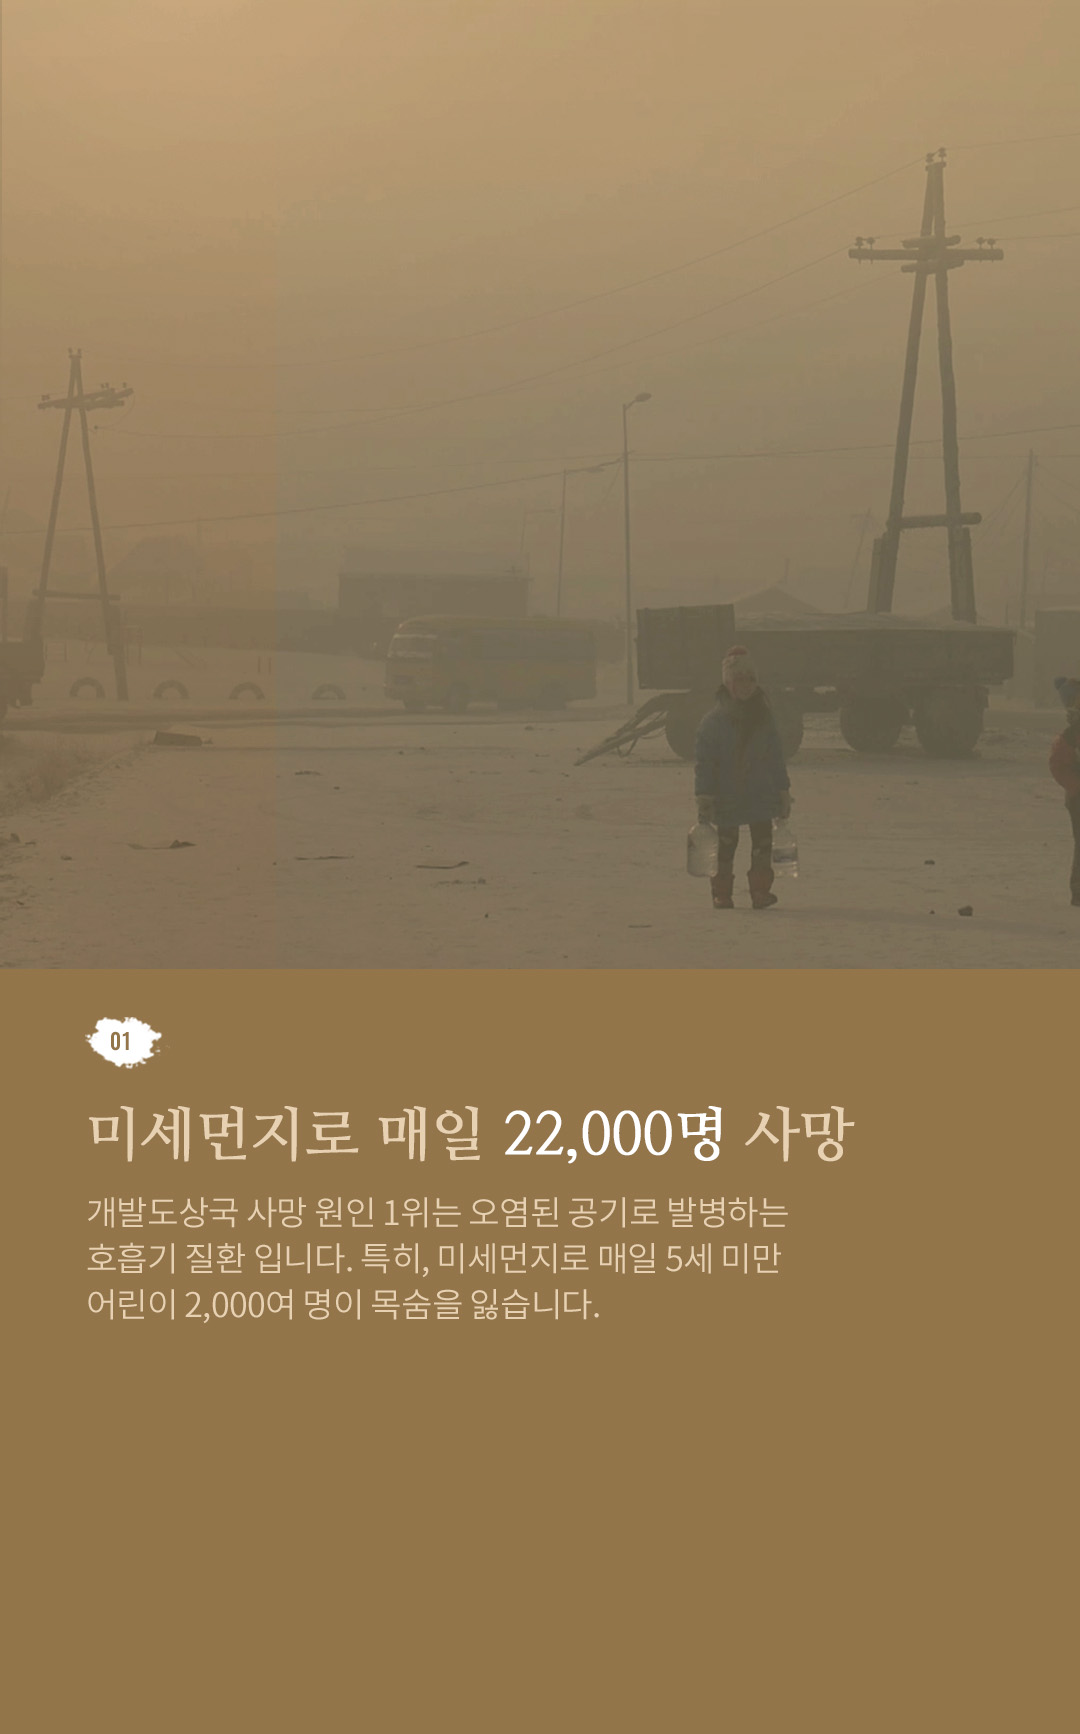 01
미세먼지로 매일 22,000명 사망
개발도상국 사망 원인 1위는 오염된 공기로 발병하는
호흡기 질환 입니다. 특히, 미세먼지로 매일 5세 미만
어린이 2,000여 명이 목숨을 잃습니다.